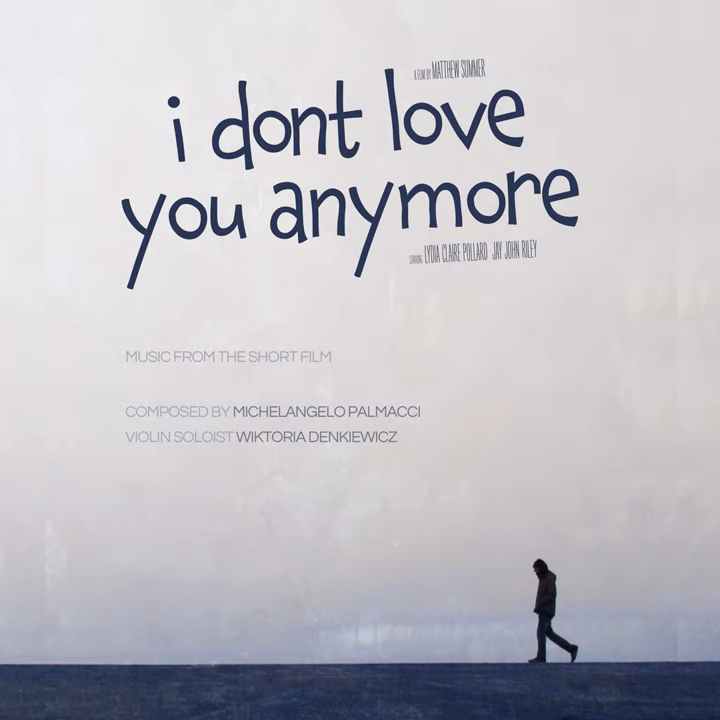 A FILM BY MATTHEW SUMMER
i dont love
you anymore
STARRING LYDIA CLAIRE POLLARD JAY JOHN RILEY
MUSIC FROM THE SHORT FILM
COMPOSED BY MICHELANGELO PALMACCI
VIOLIN SOLOIST WIKTORIA DENKIEWICZ